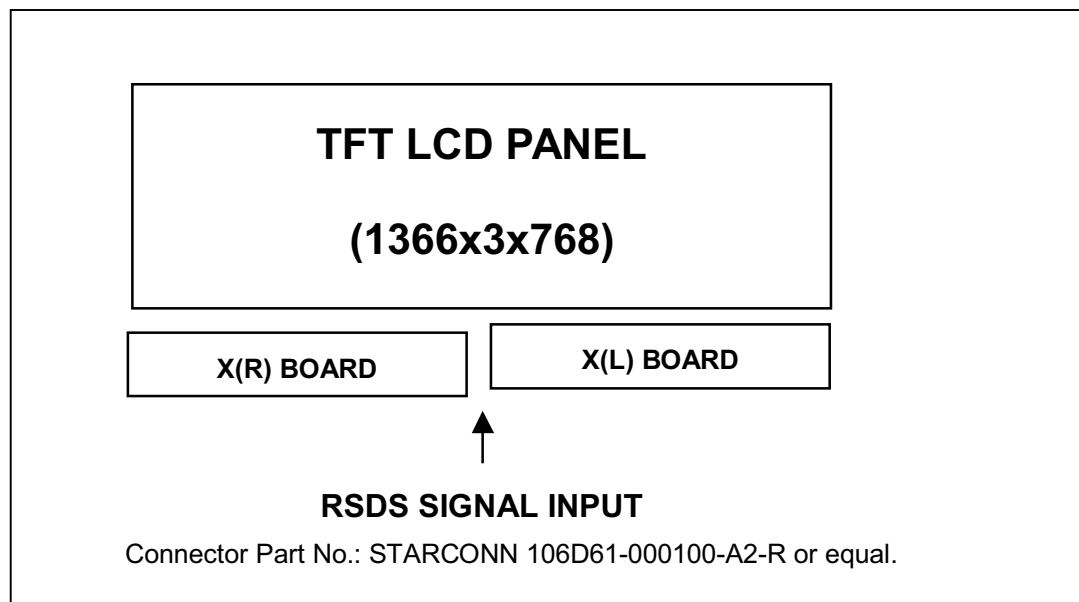 TFT LCD PANEL
(1366x3x768)
X(R) BOARD
X(L) BOARD
RSDS SIGNAL INPUT
Connector Part No.: STARCONN 106D61-000100-A2-R or equal.